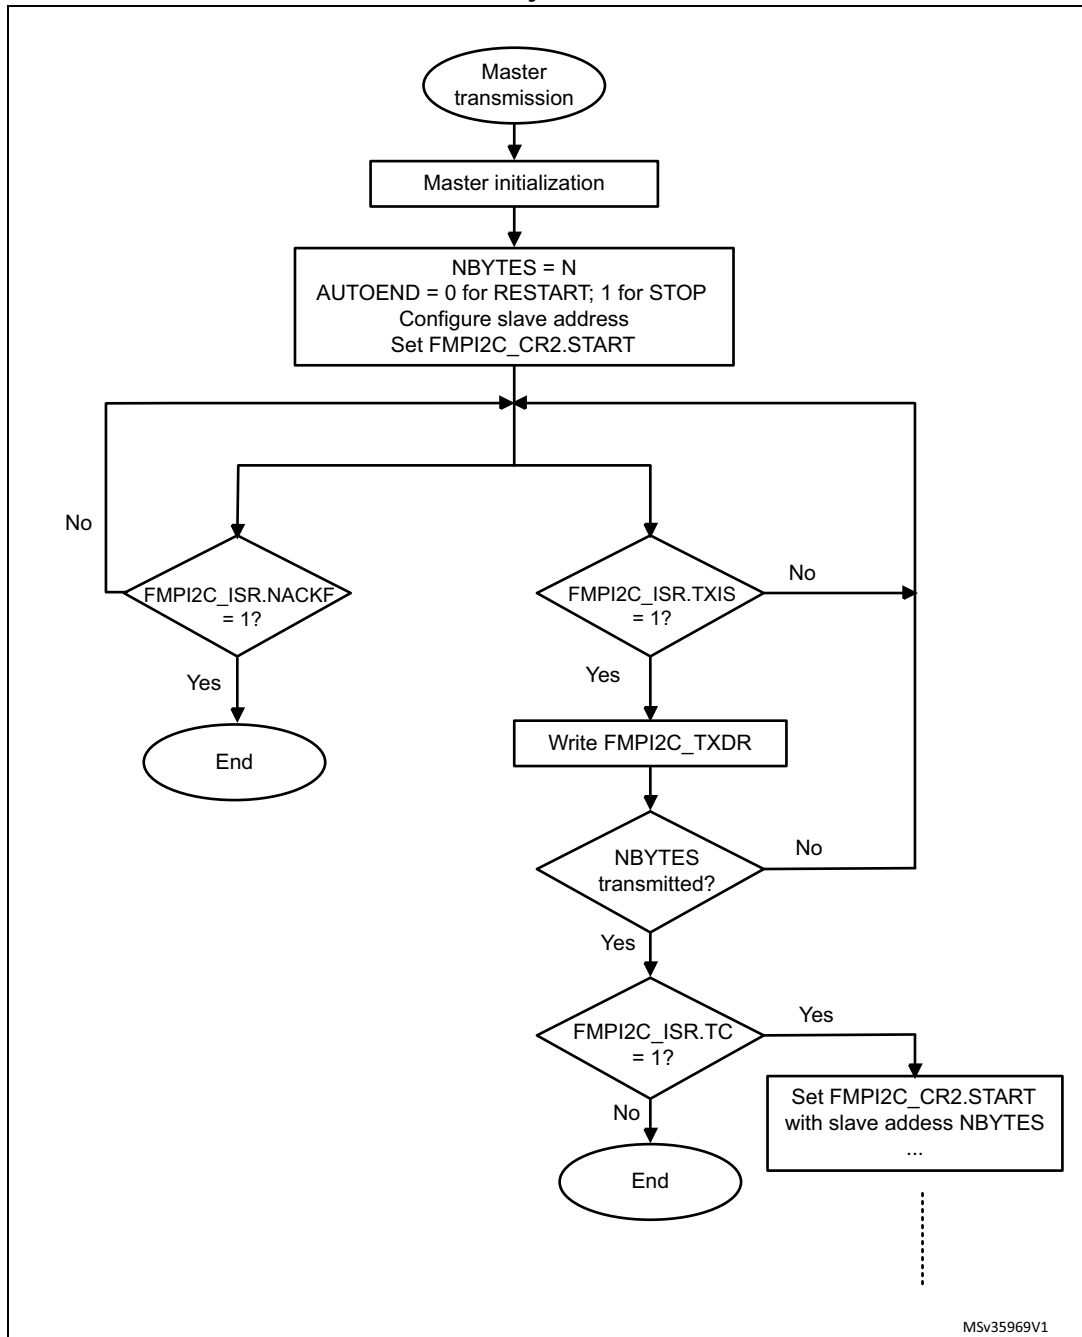 Master
transmission
Master initialization
NBYTES = N
AUTOEND = 0 for RESTART; 1 for STOP
Configure slave address
Set FMPI2C_CR2.START
No
FMPI2C_ISR.NACKF
= 1?
Yes
End
FMPI2C_ISR.TXIS
= 1?
No
Yes
Write FMPI2C_TXDR
NBYTES
transmitted?
No
Yes
FMPI2C_ISR.TC
= 1?
Yes
No
Set FMPI2C_CR2.START
with slave addess NBYTES
...
End
MSv35969V1